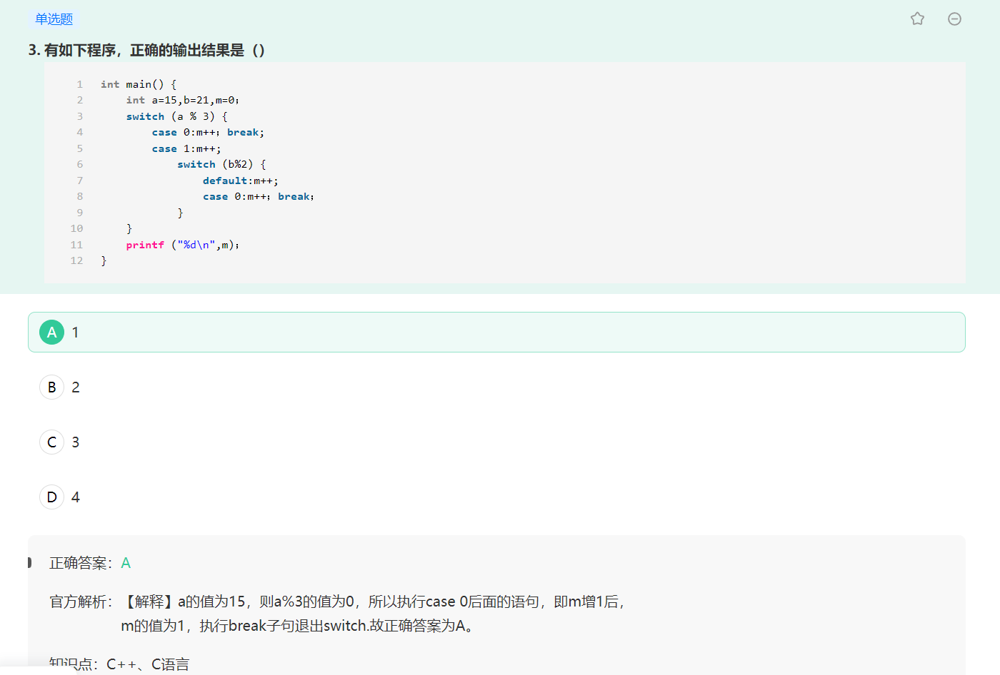 单选题
3. 有如下程序，正确的输出结果是（）
1 int main() {
2 int a=15,b=21,m=0;
3 switch (a % 3) {
4 case 0:m++; break;
5 case 1:m++;
6 switch (b%2) {
7 default:m++;
8 case 0:m++; break;
9 }
10 }
11 printf ("%d\n",m);
12 }
A 1
B 2
C 3
D 4
正确答案：A
官方解析：【解释】a的值为15，则a%3的值为0，所以执行case 0后面的语句，即m增1后，
m的值为1，执行break子句退出switch.故正确答案为A。
知识点：C++、C语言